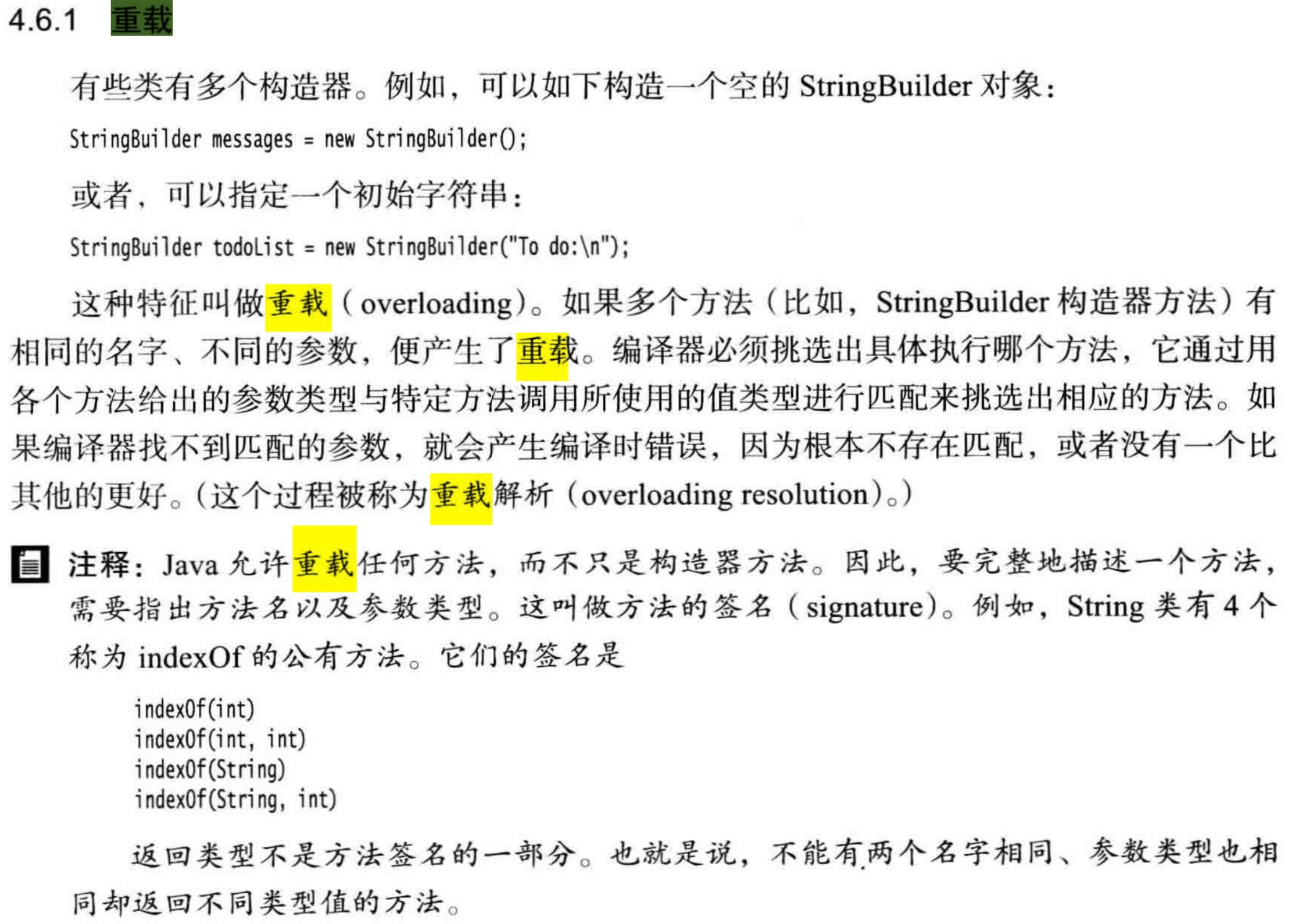 4.6.1 重载
有些类有多个构造器。例如，可以如下构造一个空的 StringBuilder 对象：
StringBuilder messages = new StringBuilder();
或者，可以指定一个初始字符串：
StringBuilder todoList = new StringBuilder("To do:\n");
这种特征叫做重载（overloading）。如果多个方法（比如，StringBuilder 构造器方法）有
相同的名字、不同的参数，便产生了重载。编译器必须挑选出具体执行哪个方法，它通过用
各个方法给出的参数类型与特定方法调用所使用的值类型进行匹配来挑选出相应的方法。如
果编译器找不到匹配的参数，就会产生编译时错误，因为根本不存在匹配，或者没有一个比
其他的更好。（这个过程被称为重载解析（overloading resolution）。）
注释：Java 允许重载任何方法，而不只是构造器方法。因此，要完整地描述一个方法，
需要指出方法名以及参数类型。这叫做方法的签名（signature）。例如，String 类有 4 个
称为 indexOf 的公有方法。它们的签名是
indexOf(int)
indexOf(int, int)
indexOf(String)
indexOf(String, int)
返回类型不是方法签名的一部分。也就是说，不能有两个名字相同、参数类型也相
同却返回不同类型值的方法。